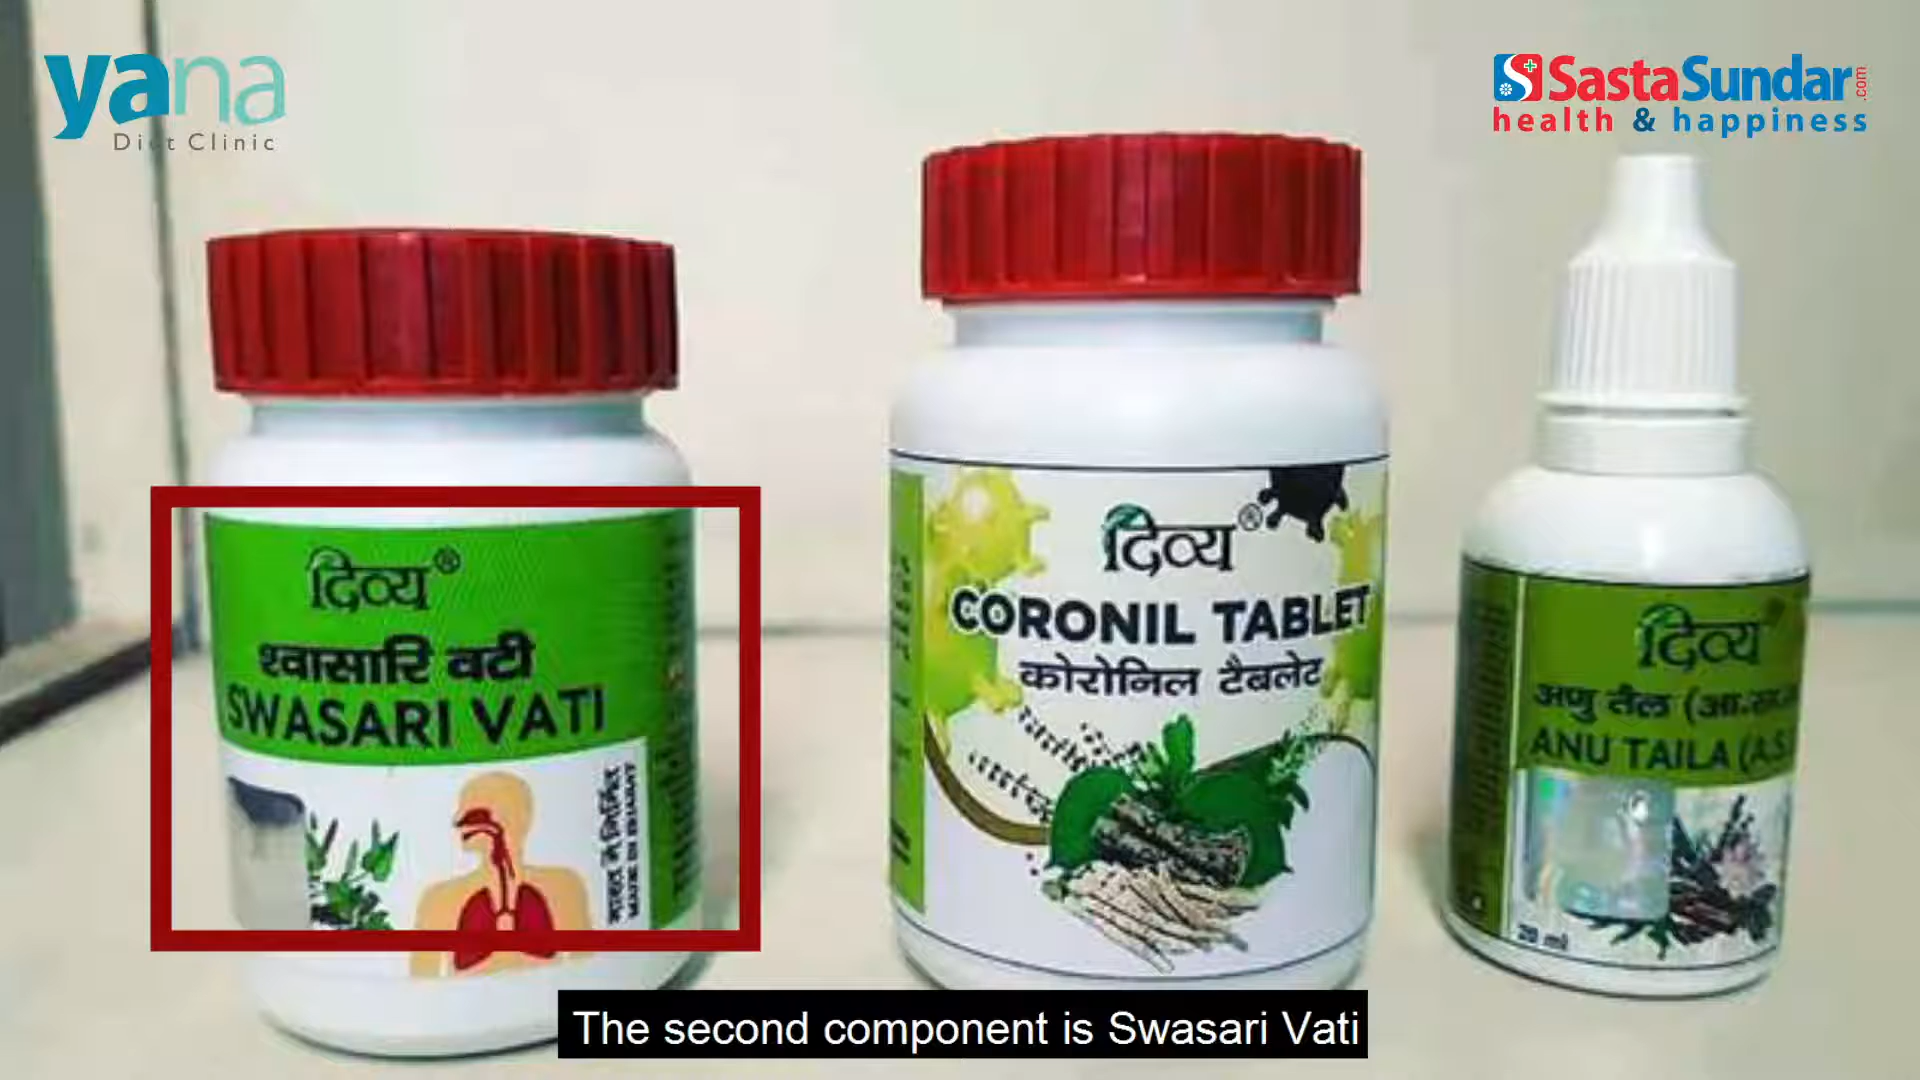 yana
Diet Clinic
SastaSundar.com
health & happiness
दिव्य®
श्वासारि वटी
SWASARI VATI
दिव्य®
CORONIL TABLET
कोरोनिल टैबलेट
दिव्य
अणु तैल
ANU TAILA
20 ml
The second component is Swasari Vati